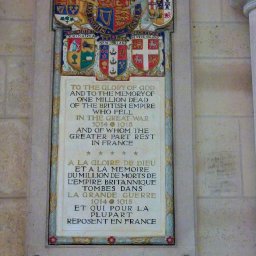 TO THE GLORY OF GOD
AND TO THE MEMORY OF
ONE MILLION DEAD
OF THE BRITISH EMPIRE
WHO FELL
IN THE GREAT WAR
1914 1918
AND OF WHOM THE
GREATER PART REST
IN FRANCE
A LA GLOIRE DE DIEU
ET A LA MEMOIRE
DU MILLION DE MORTS DE
L'EMPIRE BRITANNIQUE
TOMBES DANS
LA GRANDE GUERRE
1914 1918
ET QUI POUR LA
PLUPART
REPOSENT EN FRANCE